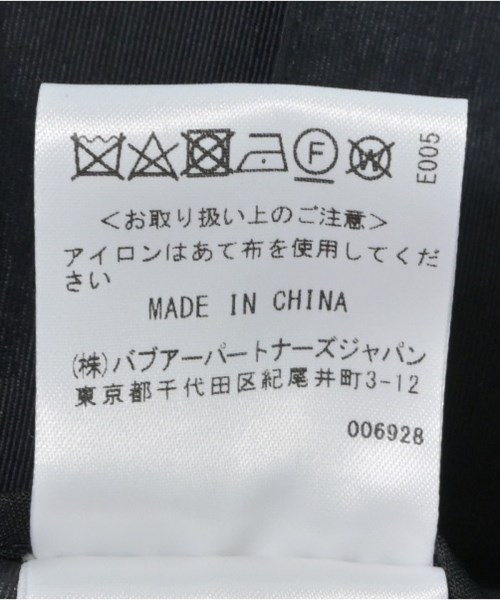 F W
E005
＜お取り扱い上のご注意＞
アイロンはあて布を使用してくだ
さい
MADE IN CHINA
(株)バブアーパートナーズジャパン
東京都千代田区紀尾井町3-12
006928